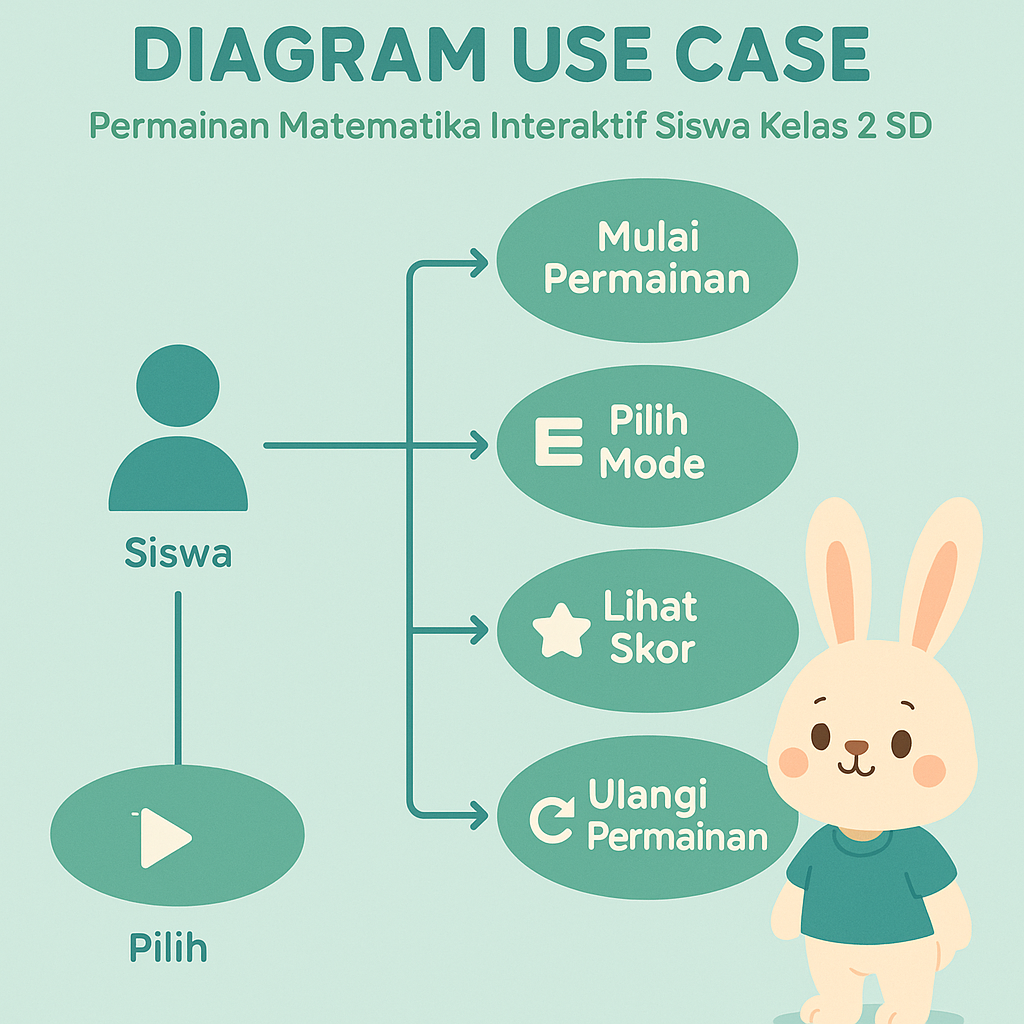 DIAGRAM USE CASE
Permainan Matematika Interaktif Siswa Kelas 2 SD
Mulai
Permainan
Pilih
Mode
Siswa
Lihat
Skor
Ulangi
Permainan
Pilih